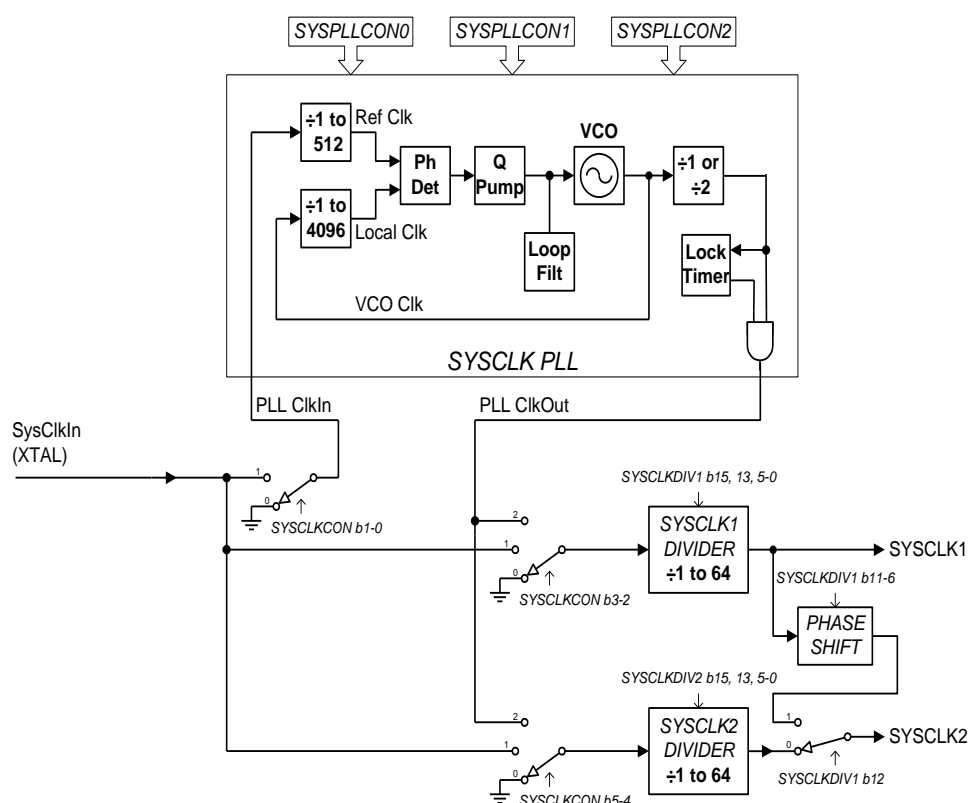 SYSPLLCON0
SYSPLLCON1
SYSPLLCON2
÷1 to
512
Ref Clk
Ph
Det
Q
Pump
VCO
÷1 or
÷2
÷1 to
4096
Local Clk
Loop
Filt
Lock
Timer
VCO Clk
SYSCLK PLL
PLL ClkIn
PLL ClkOut
SysClkIn
(XTAL)
1
0
SYSCLKCON b1-0
SYSCLKDIV1 b15, 13, 5-0
2
1
0
SYSCLKCON b3-2
SYSCLK1
DIVIDER
÷1 to 64
SYSCLK1
SYSCLKDIV1 b11-6
PHASE
SHIFT
SYSCLKDIV2 b15, 13, 5-0
2
1
0
SYSCLKCON b5-4
SYSCLK2
DIVIDER
÷1 to 64
1
0
SYSCLK2
SYSCLKDIV1 b12